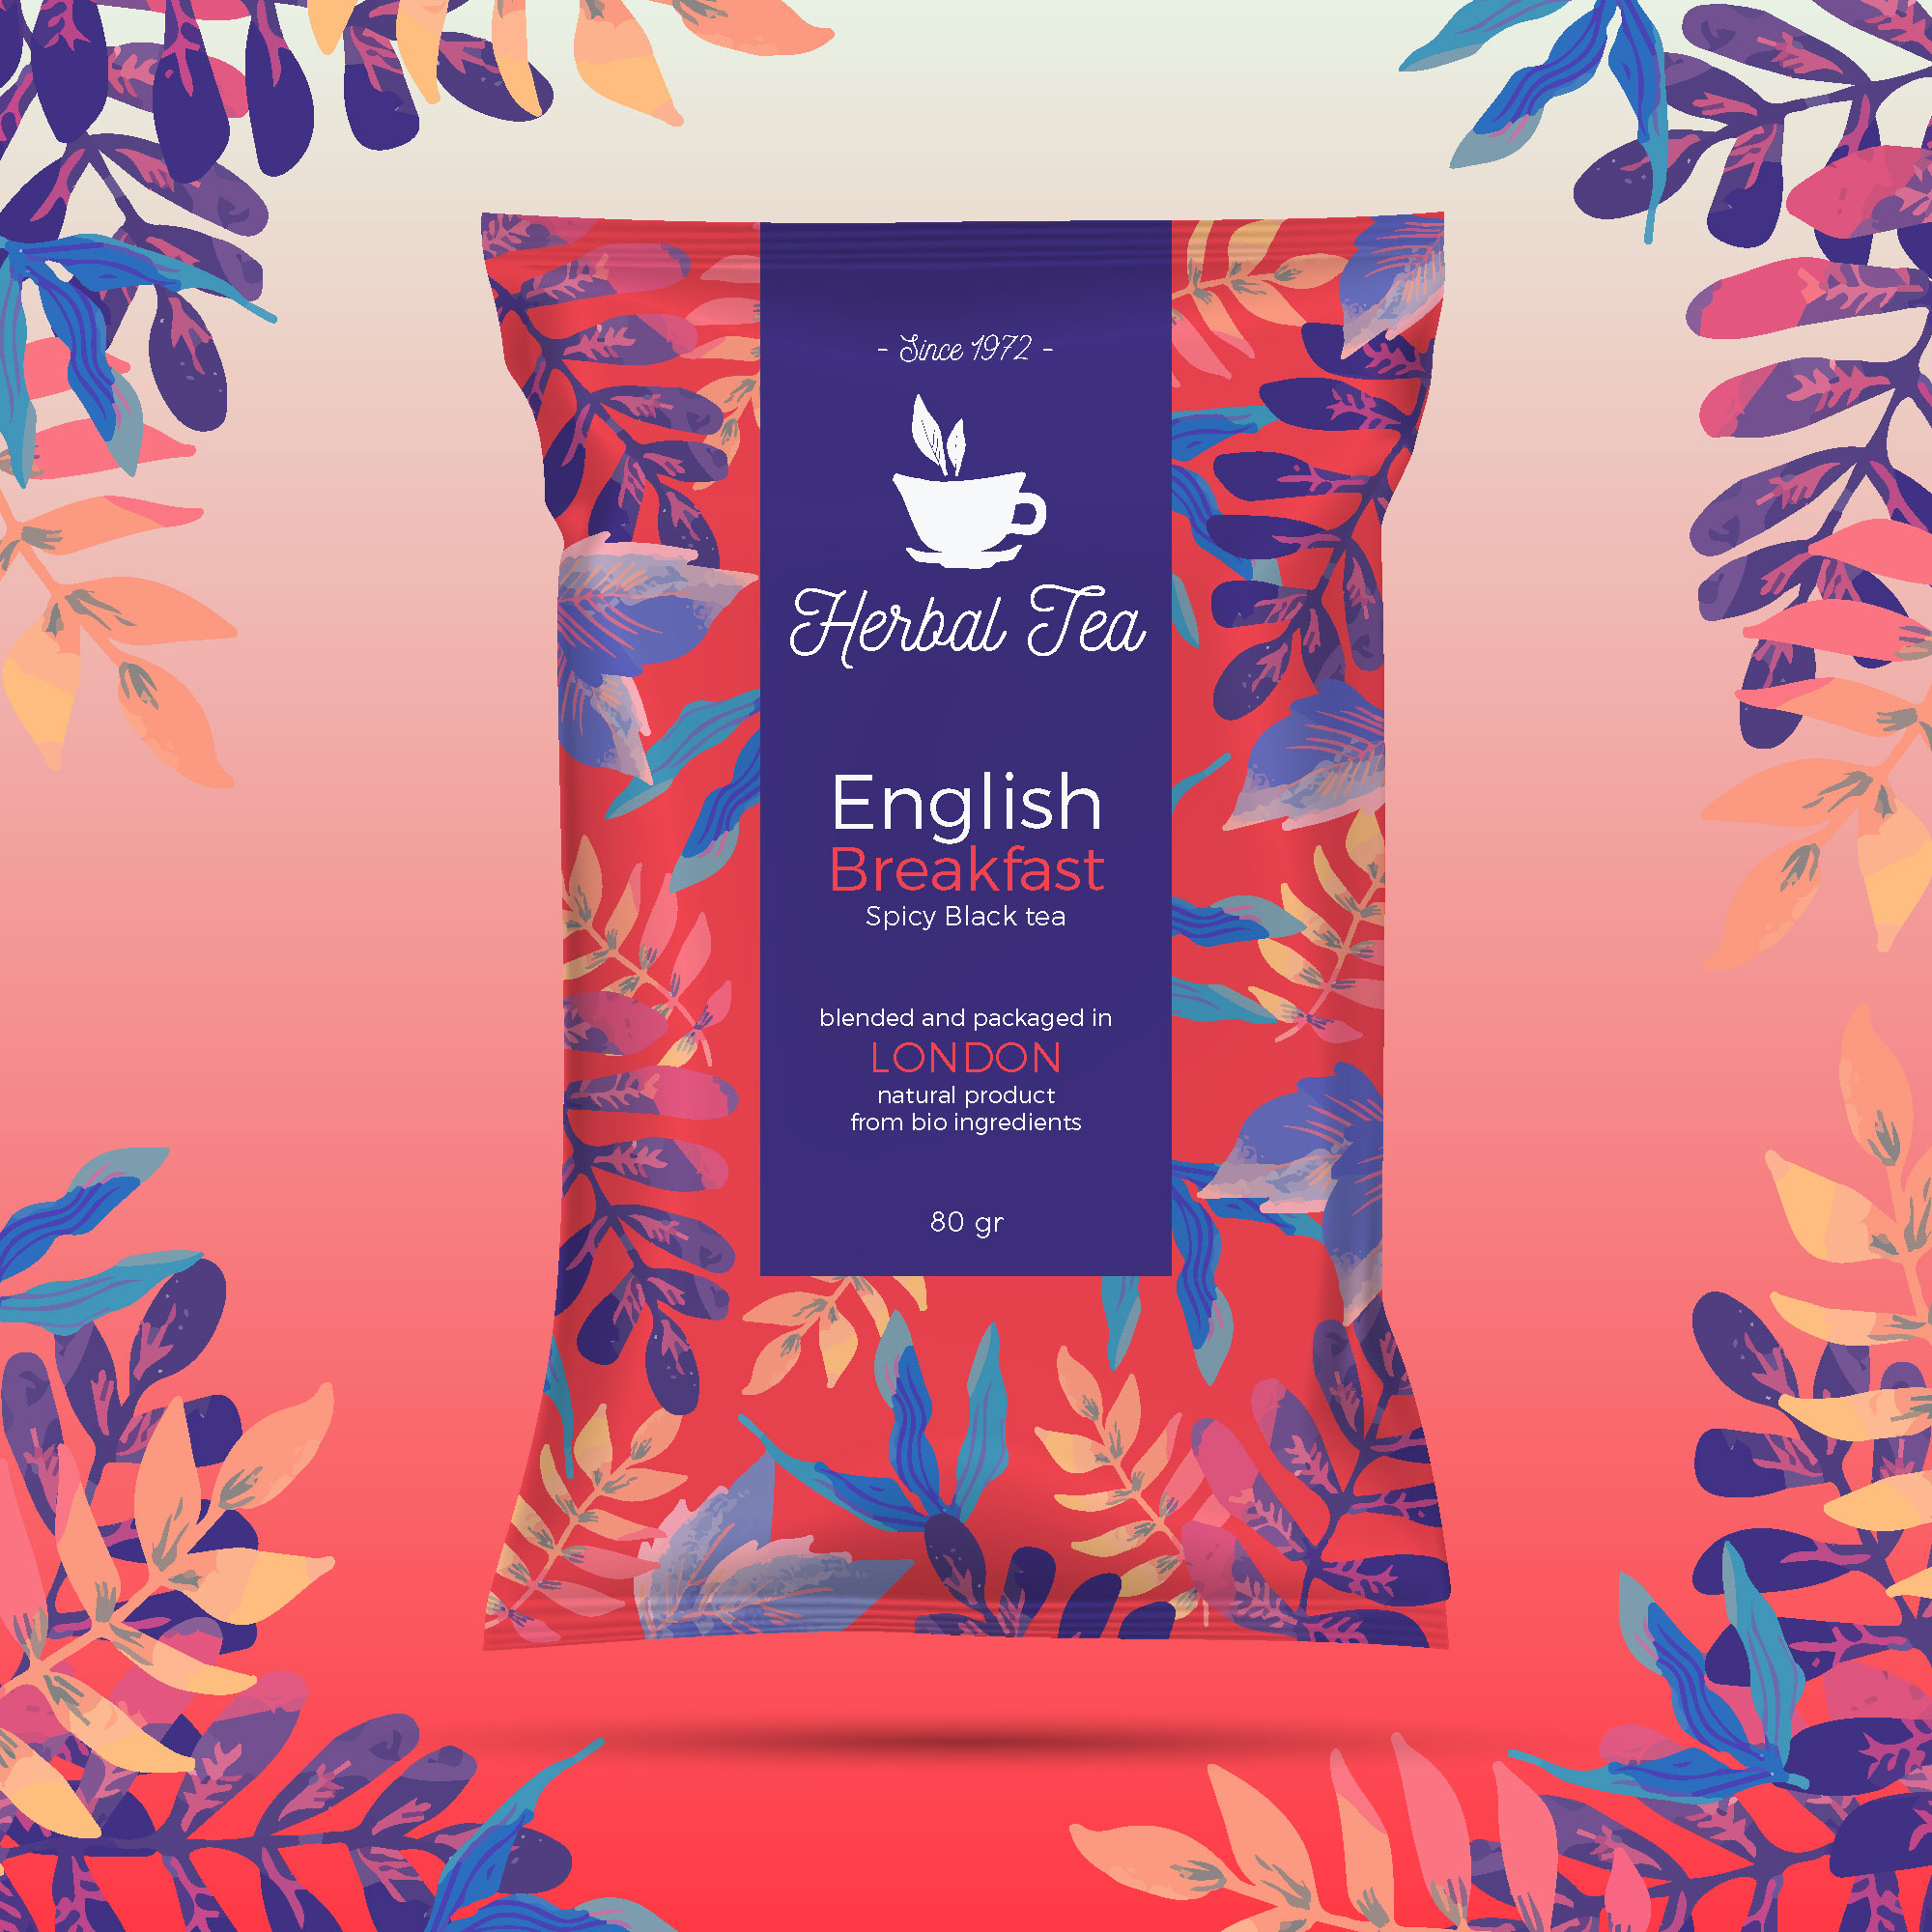 - Since 1972 -
Herbal Tea
English
Breakfast
Spicy Black tea
blended and packaged in
LONDON
natural product
from bio ingredients
80 gr